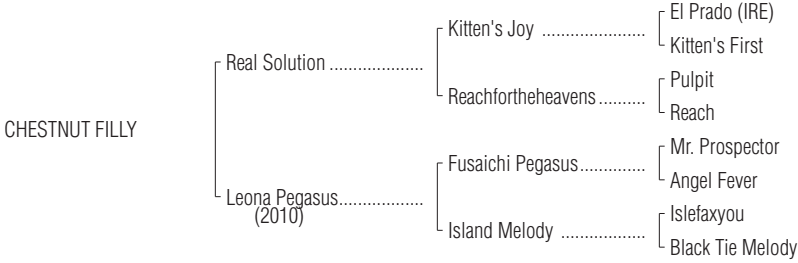 El Prado (IRE)
Kitten's Joy ......................
Kitten's First
Real Solution ....................
Pulpit
Reachfortheheavens..........
Reach
CHESTNUT FILLY
Mr. Prospector
Fusaichi Pegasus..............
Angel Fever
Leona Pegasus..................
(2010)
Islefaxyou
Island Melody ..................
Black Tie Melody